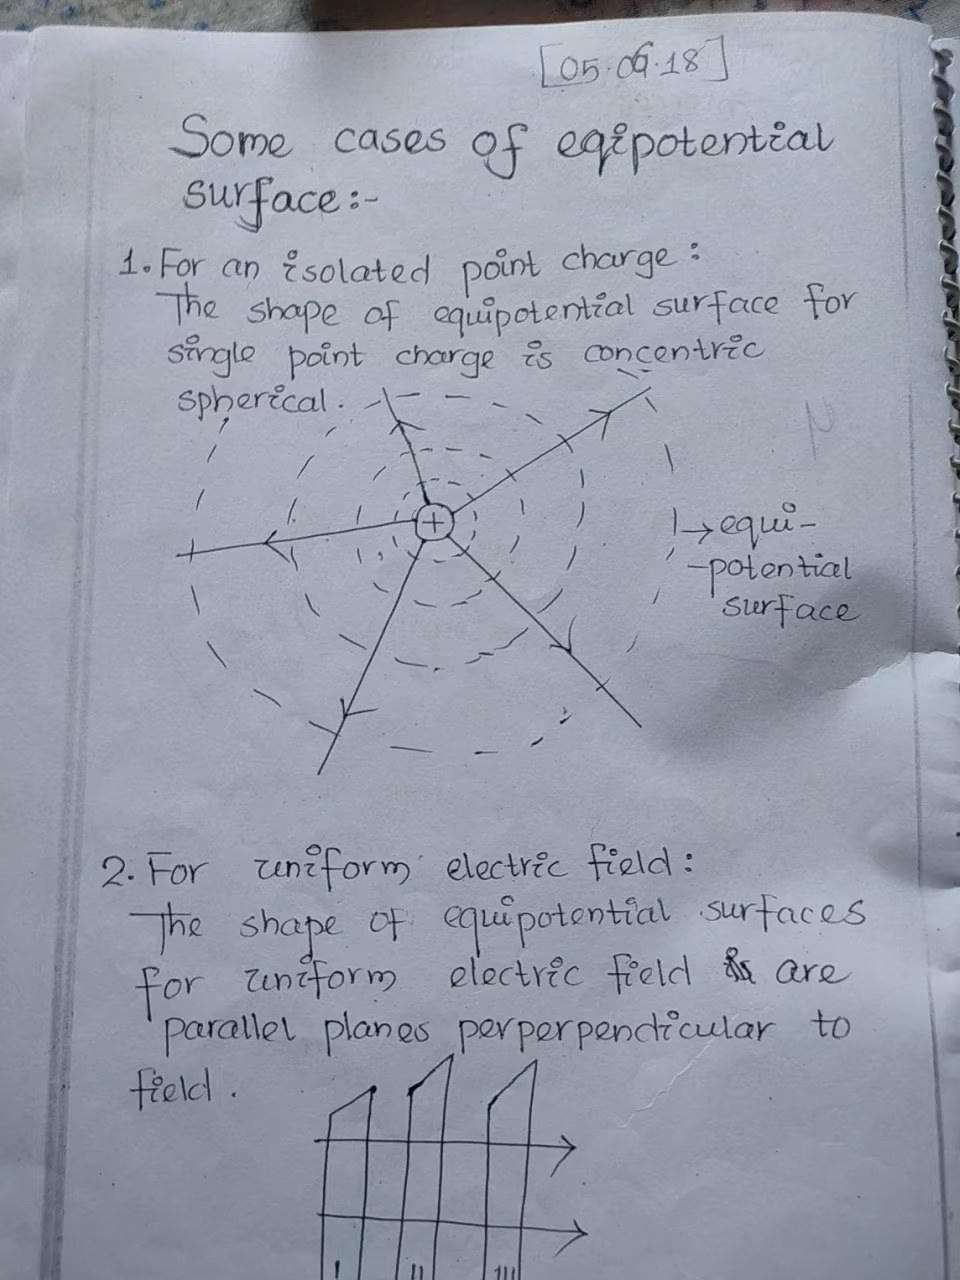 [05.06.18]
Some cases of eqipotential
surface:-
1. For an isolated point charge:
The shape of equipotential surface for
single point charge is concentric
spherical.
+
→ equi-
-potential
surface
2. For uniform electric field:
The shape of equipotential surfaces
for uniform electric field are
parallel planes perperpendicular to
field.
I II III